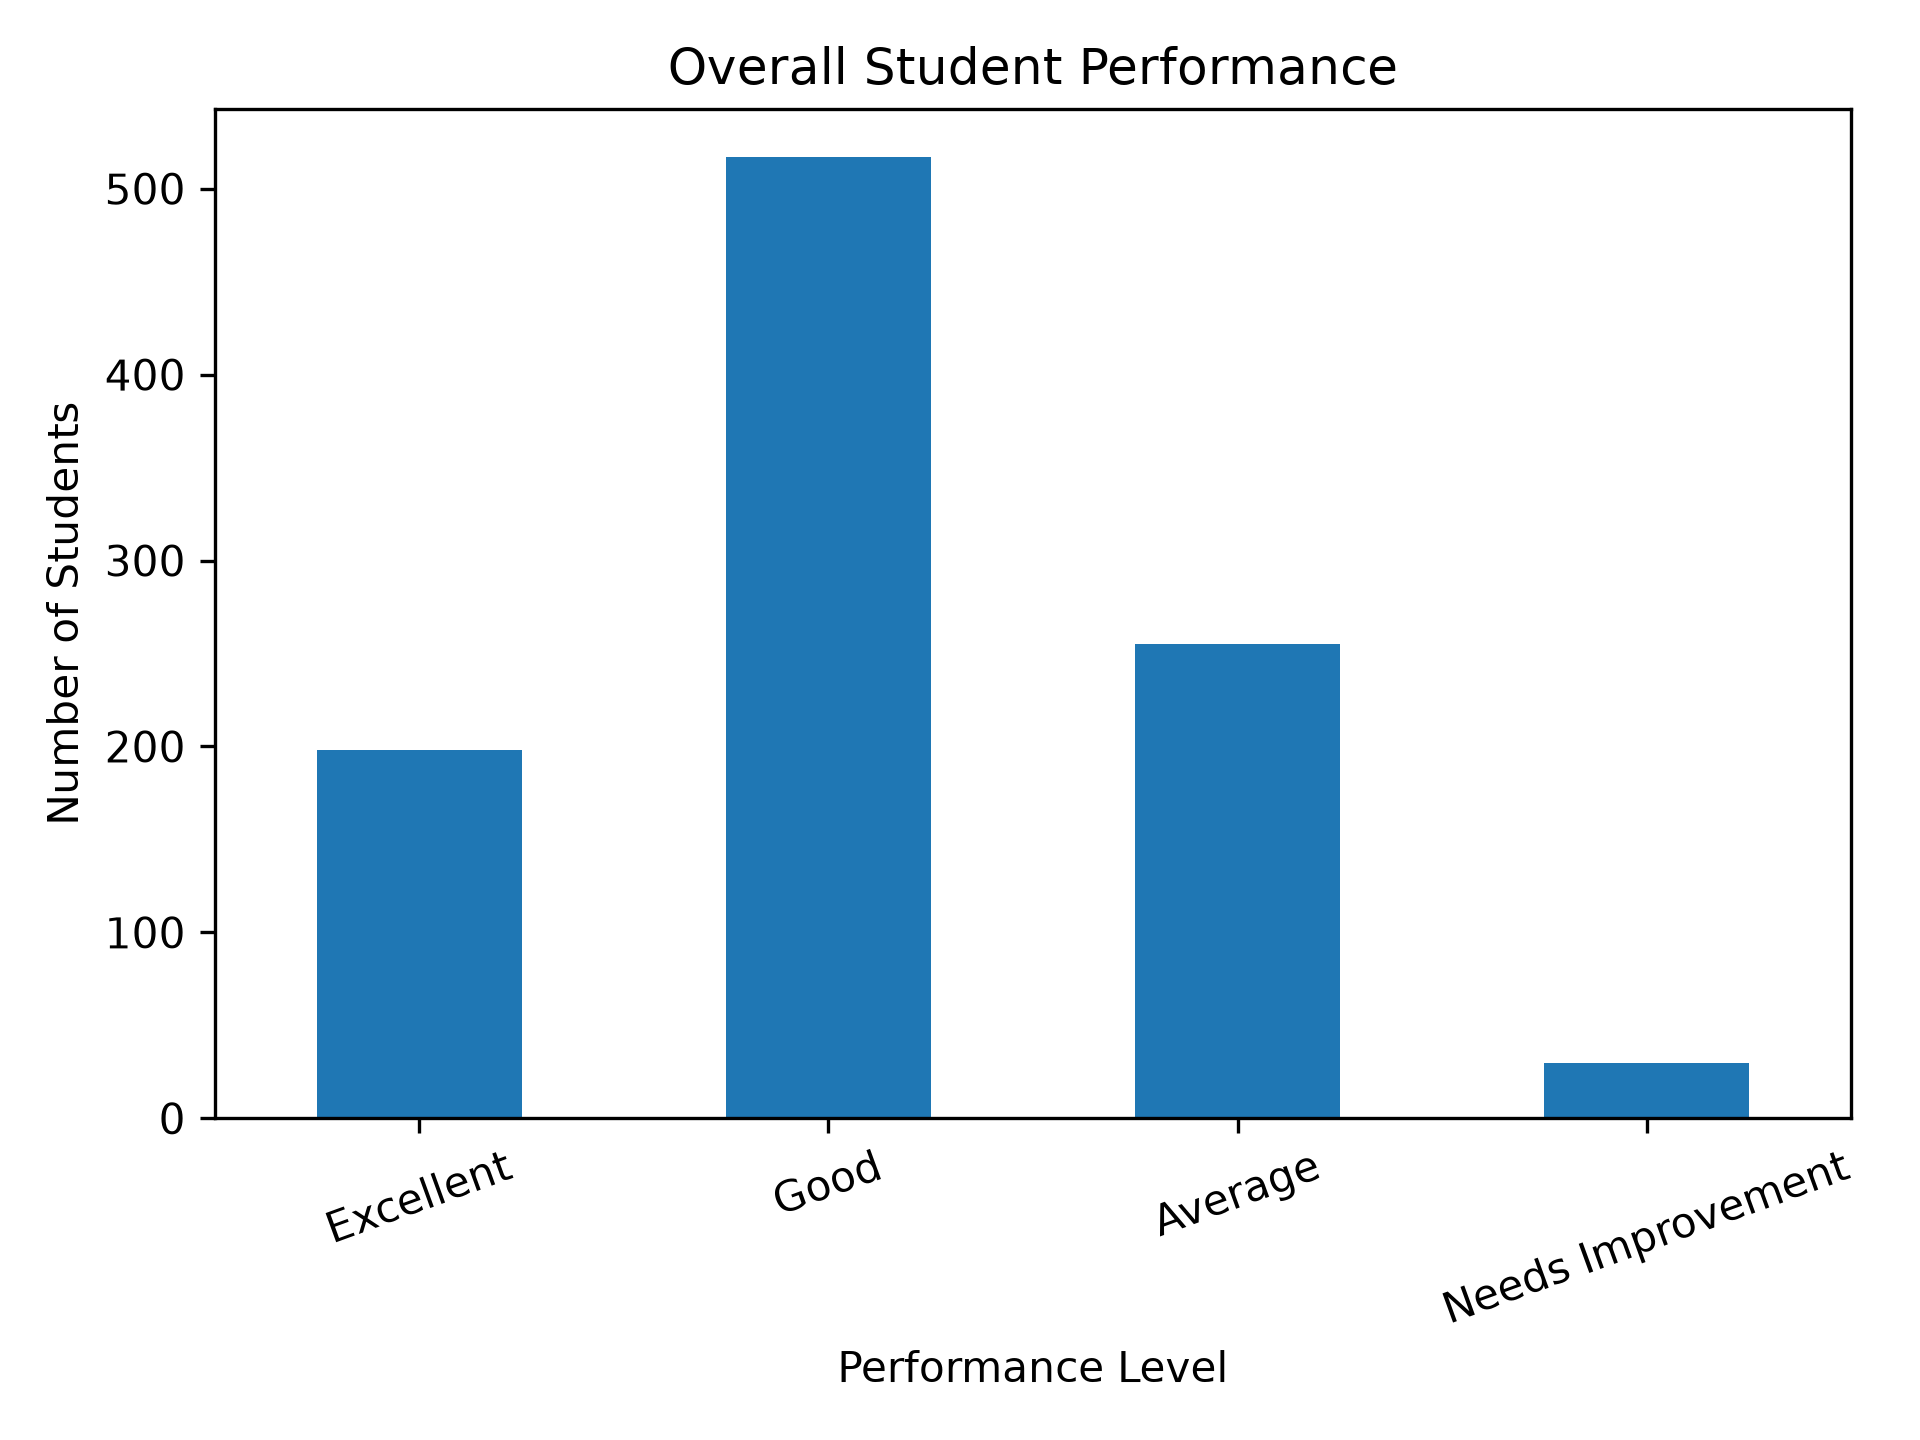 Overall Student Performance
Number of Students
500
400
300
200
100
0
Excellent
Good
Average
Needs Improvement
Performance Level